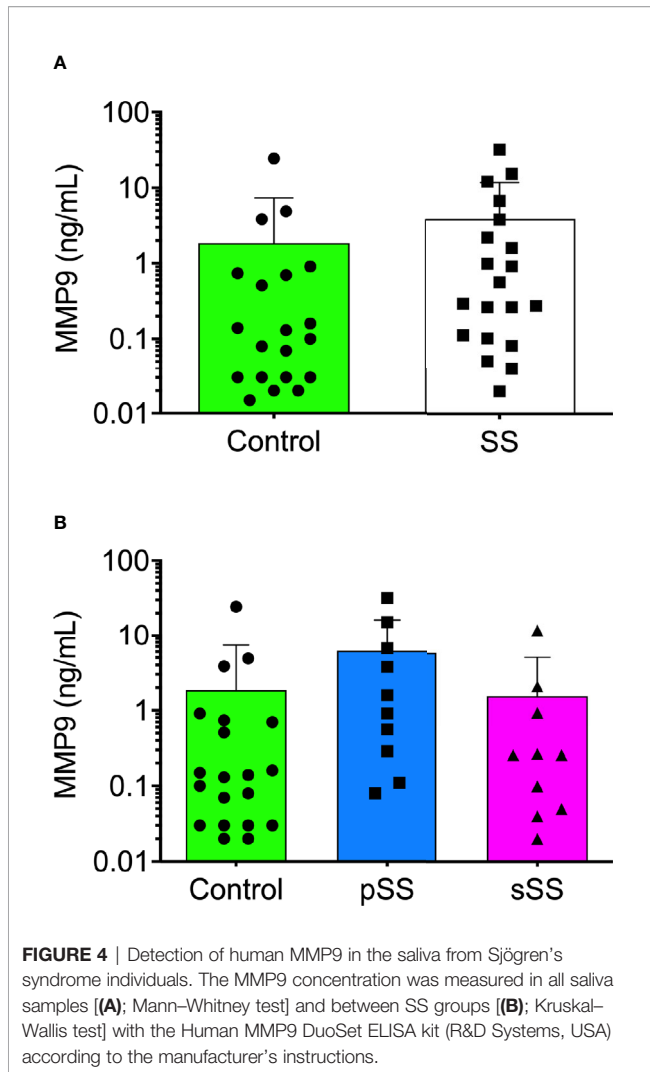 A
100
10
1
0.1
0.01
MMP9 (ng/mL)
Control SS
B
100
10
1
0.1
0.01
MMP9 (ng/mL)
Control pSS sSS
FIGURE 4 | Detection of human MMP9 in the saliva from Sjögren’s
syndrome individuals. The MMP9 concentration was measured in all saliva
samples [(A); Mann–Whitney test] and between SS groups [(B); Kruskal–
Wallis test] with the Human MMP9 DuoSet ELISA kit (R&D Systems, USA)
according to the manufacturer’s instructions.